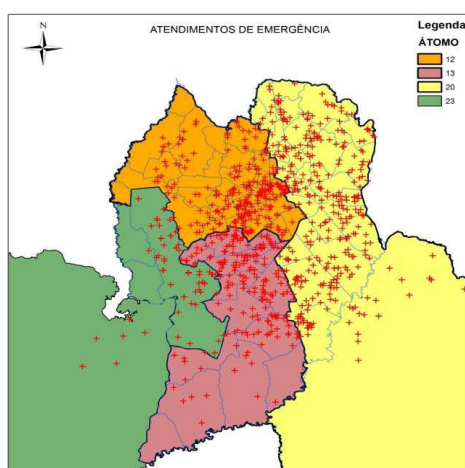 N
ATENDIMENTOS DE EMERGÊNCIA
Legenda
ÁTOMO
12
13
20
23